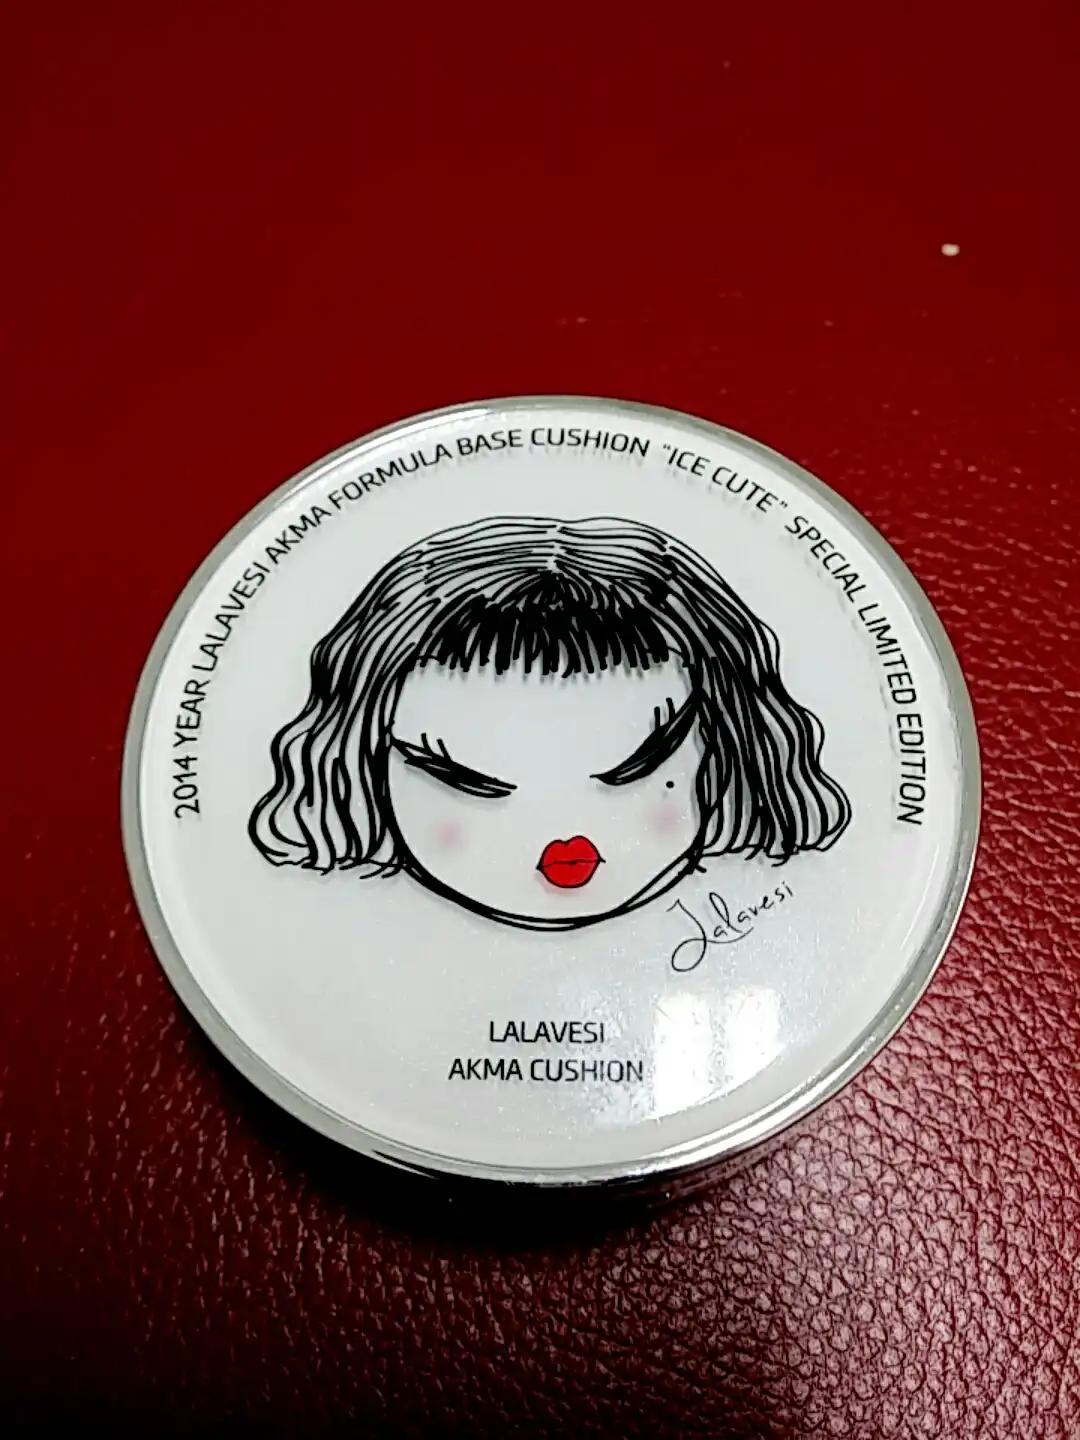 2014 YEAR LALAVESI AKMA FORMULA BASE CUSHION "ICE CUTE" SPECIAL LIMITED EDITION
Lalavesi
LALAVESI
AKMA CUSHION